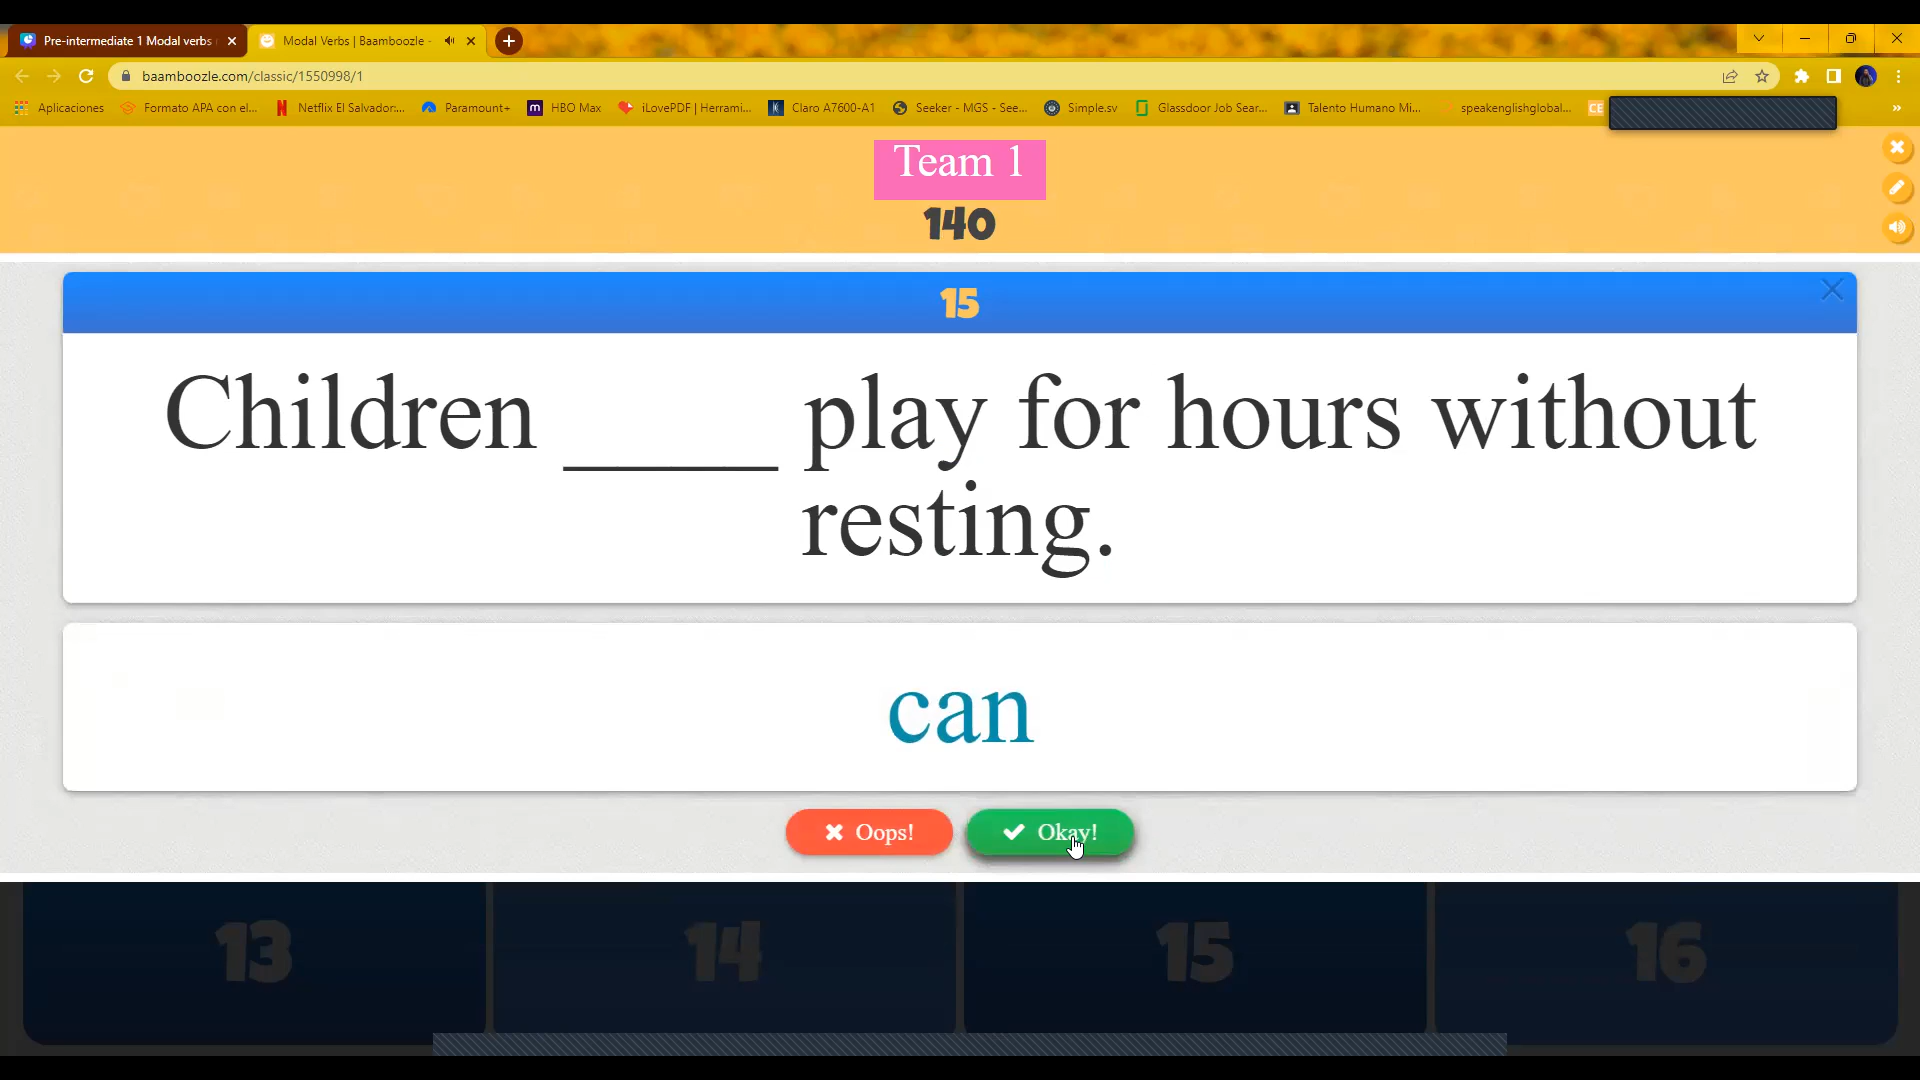 Pre-intermediate 1 Modal verbs
Modal Verbs | Baamboozle -
baamboozle.com/classic/1550998/1
Aplicaciones
Formato APA con el...
Netflix El Salvador:...
Paramount+
HBO Max
iLovePDF | Herrami...
Claro A7600-A1
Seeker - MGS - See...
Simple.sv
Glassdoor Job Sear...
Talento Humano Mi...
speakenglishglobal...
CE
»
Team 1
140
15
Children _____ play for hours without
resting.
can
Oops!
Okay!
13
14
15
16